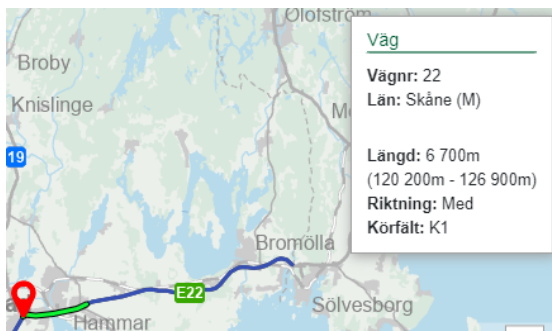 Olofström
Broby
Knislinge
19
Bromölla
E22
Sölvesborg
Hammar
Väg
Vägnr: 22
Län: Skåne (M)
Längd: 6 700m
(120 200m - 126 900m)
Riktning: Med
Körfält: K1